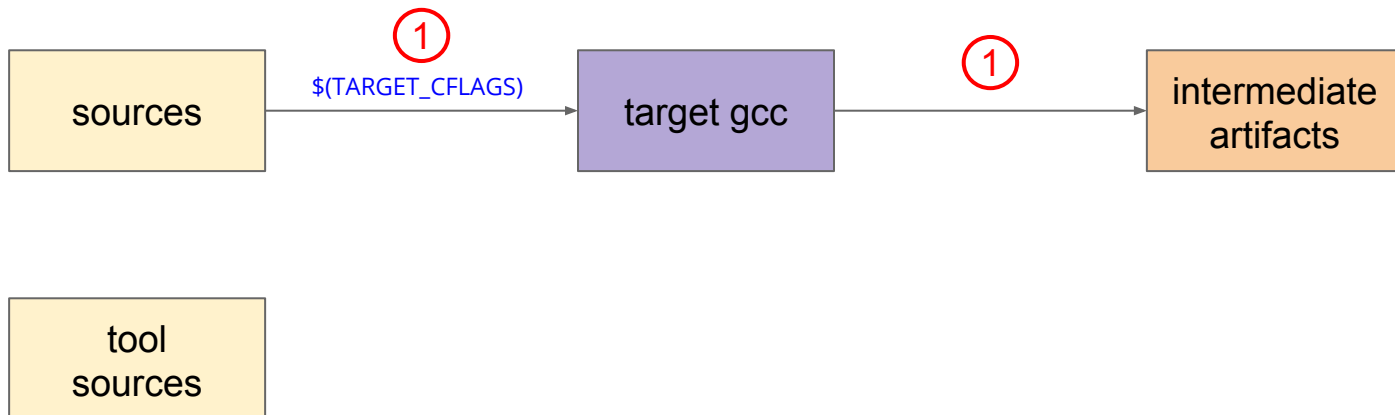 1
$(TARGET_CFLAGS)
1
sources
target gcc
intermediate
artifacts
tool
sources